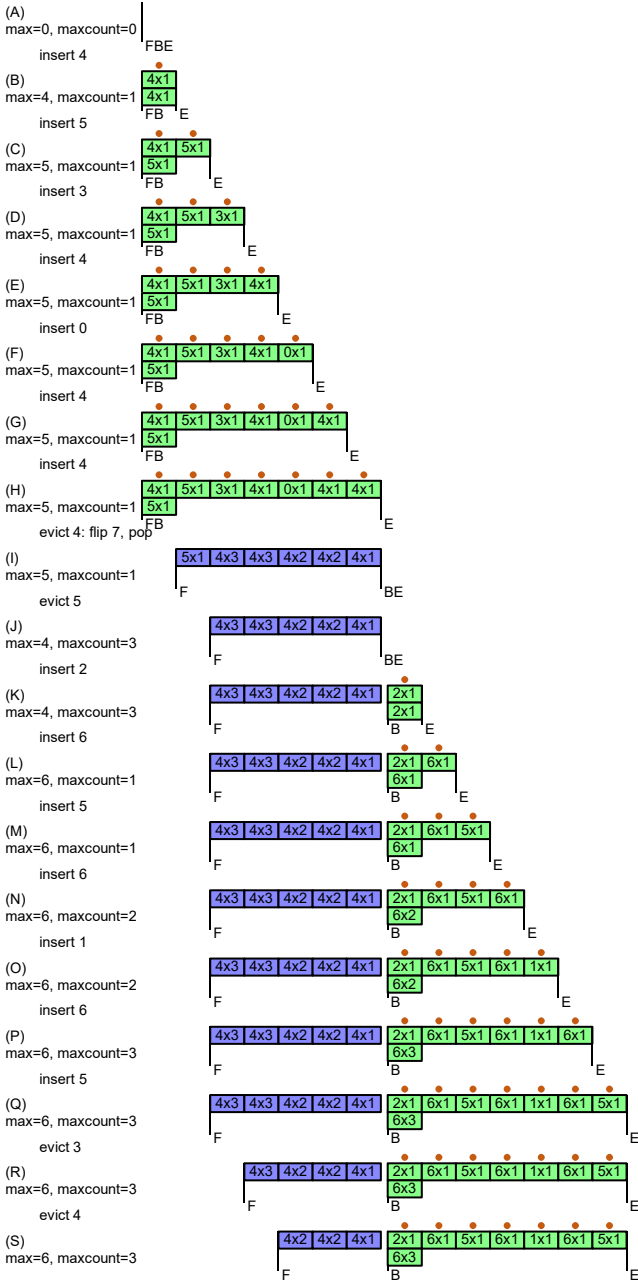 (A)
max=0, maxcount=0
FBE
insert 4
(B)
4x1
max=4, maxcount=1
4x1
FB E
insert 5
(C)
4x1 5x1
max=5, maxcount=1
5x1
FB E
insert 3
(D)
4x1 5x1 3x1
max=5, maxcount=1
5x1
FB E
insert 4
(E)
4x1 5x1 3x1 4x1
max=5, maxcount=1
5x1
FB E
insert 0
(F)
4x1 5x1 3x1 4x1 0x1
max=5, maxcount=1
5x1
FB E
insert 4
(G)
4x1 5x1 3x1 4x1 0x1 4x1
max=5, maxcount=1
5x1
FB E
insert 4
(H)
4x1 5x1 3x1 4x1 0x1 4x1 4x1
max=5, maxcount=1
5x1
FB E
evict 4: flip 7, pop
(I)
5x1 4x3 4x3 4x2 4x2 4x1
max=5, maxcount=1
F BE
evict 5
(J)
4x3 4x3 4x2 4x2 4x1
max=4, maxcount=3
F BE
insert 2
(K)
4x3 4x3 4x2 4x2 4x1 2x1
max=4, maxcount=3
2x1
F B E
insert 6
(L)
4x3 4x3 4x2 4x2 4x1 2x1 6x1
max=6, maxcount=1
6x1
F B E
insert 5
(M)
4x3 4x3 4x2 4x2 4x1 2x1 6x1 5x1
max=6, maxcount=1
6x1
F B E
insert 6
(N)
4x3 4x3 4x2 4x2 4x1 2x1 6x1 5x1 6x1
max=6, maxcount=2
6x2
F B E
insert 1
(O)
4x3 4x3 4x2 4x2 4x1 2x1 6x1 5x1 6x1 1x1
max=6, maxcount=2
6x2
F B E
insert 6
(P)
4x3 4x3 4x2 4x2 4x1 2x1 6x1 5x1 6x1 1x1 6x1
max=6, maxcount=3
6x3
F B E
insert 5
(Q)
4x3 4x3 4x2 4x2 4x1 2x1 6x1 5x1 6x1 1x1 6x1 5x1
max=6, maxcount=3
6x3
F B E
evict 3
(R)
4x3 4x2 4x2 4x1 2x1 6x1 5x1 6x1 1x1 6x1 5x1
max=6, maxcount=3
6x3
F B E
evict 4
(S)
4x2 4x2 4x1 2x1 6x1 5x1 6x1 1x1 6x1 5x1
max=6, maxcount=3
6x3
F B E